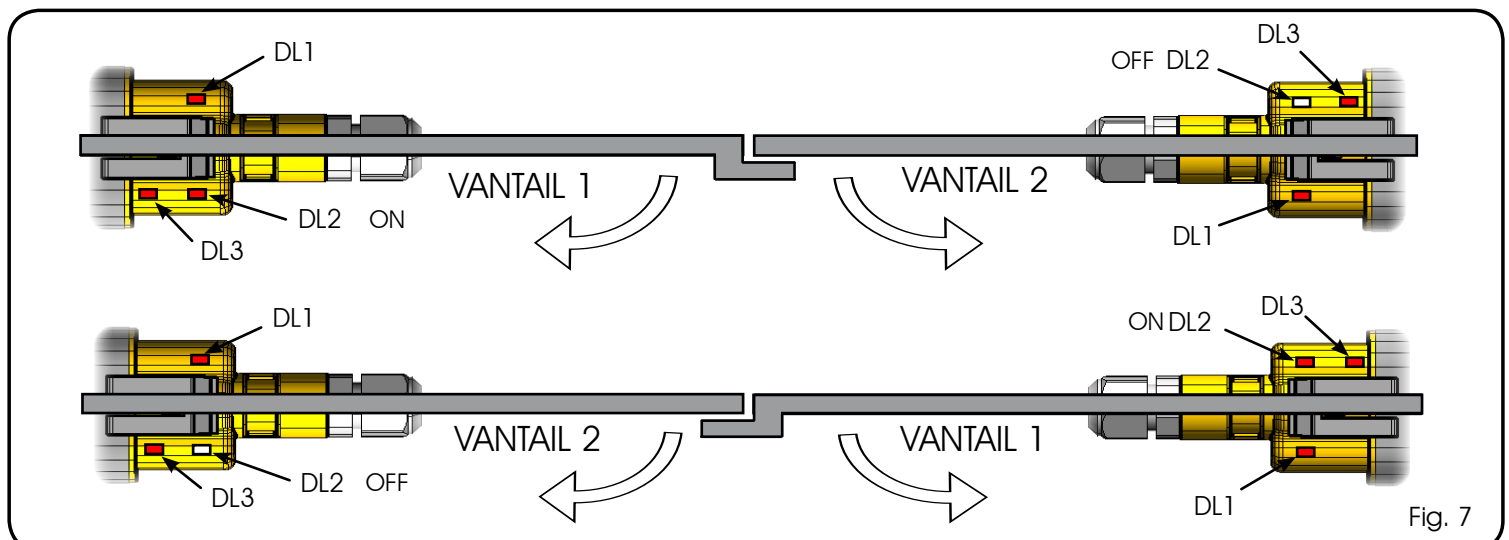 DL1
DL3
OFF DL2
VANTAIL 1
VANTAIL 2
DL2 ON
DL3
DL1
DL1
DL3
ON DL2
VANTAIL 2
VANTAIL 1
DL2 OFF
DL3
DL1
Fig. 7